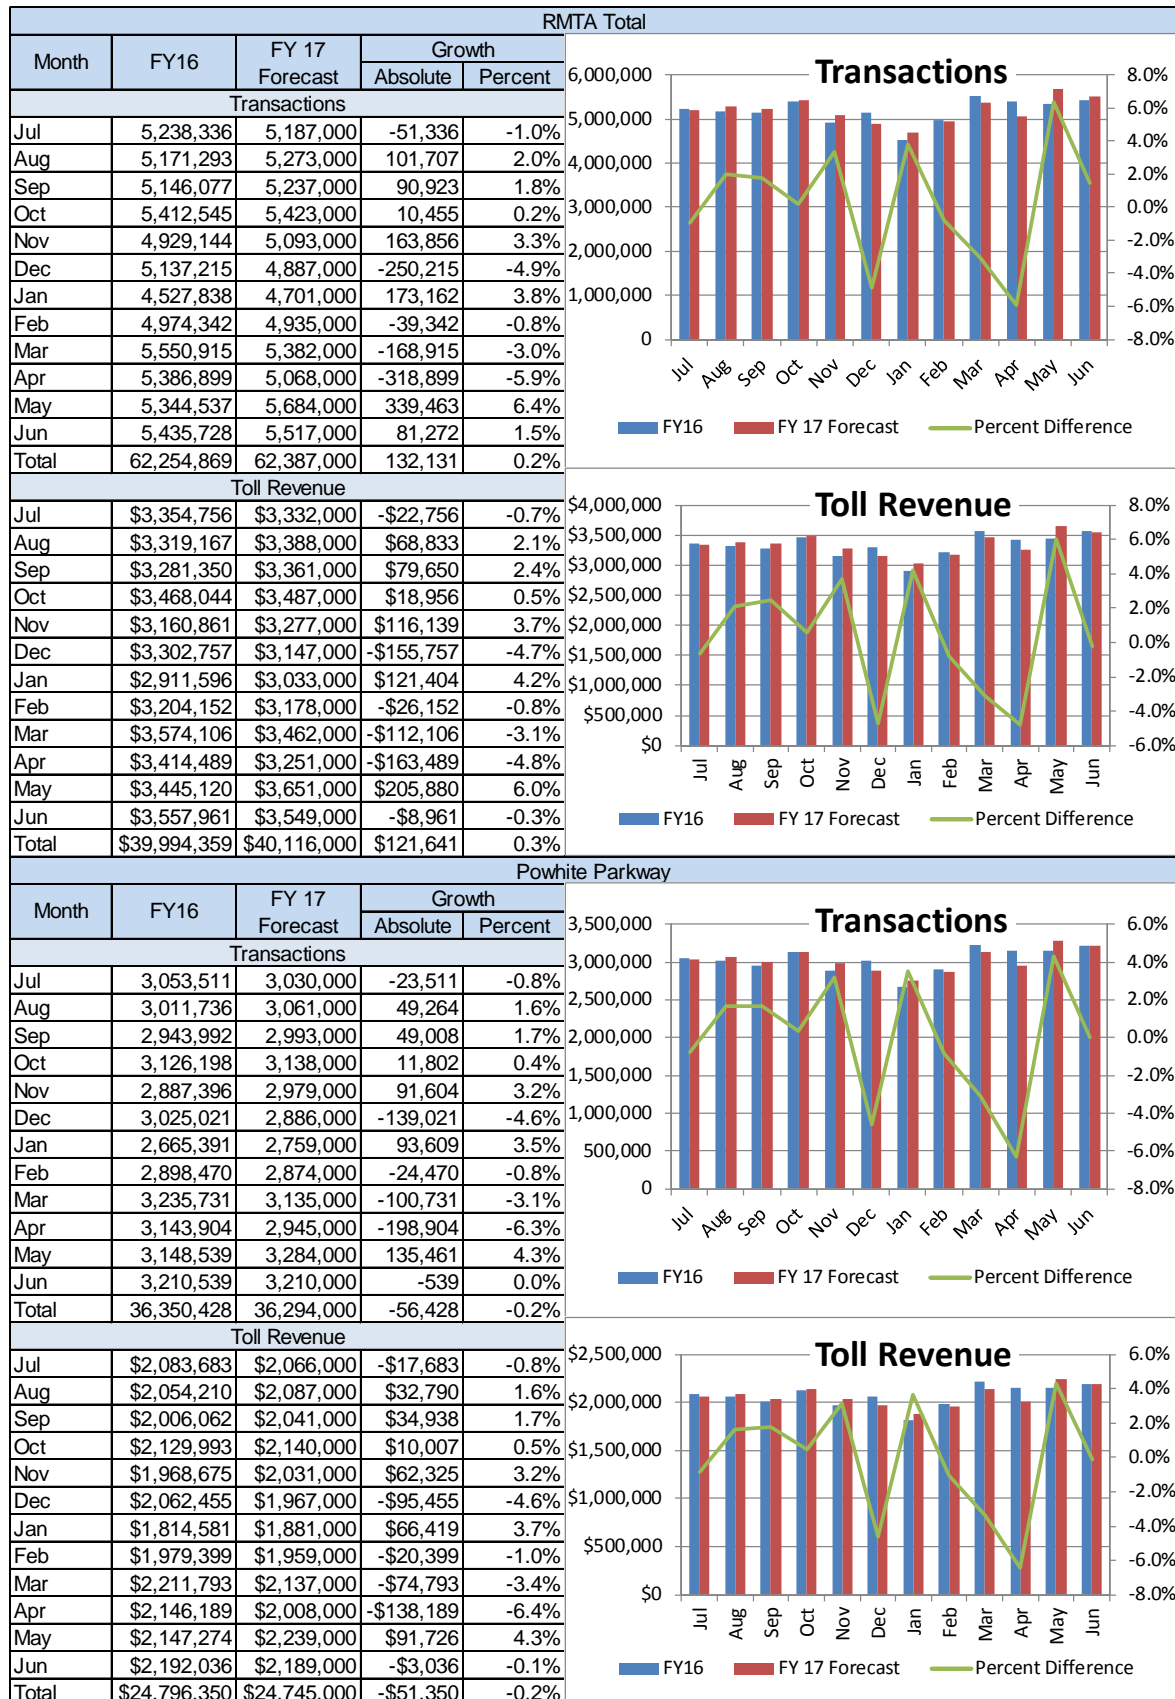 RMTA Total
Month FY16 FY 17 Forecast Growth
Absolute Percent
Transactions
Jul 5,238,336 5,187,000 -51,336 -1.0%
Aug 5,171,293 5,273,000 101,707 2.0%
Sep 5,146,077 5,237,000 90,923 1.8%
Oct 5,412,545 5,423,000 10,455 0.2%
Nov 4,929,144 5,093,000 163,856 3.3%
Dec 5,137,215 4,887,000 -250,215 -4.9%
Jan 4,527,838 4,701,000 173,162 3.8%
Feb 4,974,342 4,935,000 -39,342 -0.8%
Mar 5,550,915 5,382,000 -168,915 -3.0%
Apr 5,386,899 5,068,000 -318,899 -5.9%
May 5,344,537 5,684,000 339,463 6.4%
Jun 5,435,728 5,517,000 81,272 1.5%
Total 62,254,869 62,387,000 132,131 0.2%
Transactions
6,000,000
5,000,000
4,000,000
3,000,000
2,000,000
1,000,000
0
8.0%
6.0%
4.0%
2.0%
0.0%
-2.0%
-4.0%
-6.0%
-8.0%
Jul Aug Sep Oct Nov Dec Jan Feb Mar Apr May Jun
FY16 FY 17 Forecast Percent Difference
Toll Revenue
Jul $3,354,756 $3,332,000 -$22,756 -0.7%
Aug $3,319,167 $3,388,000 $68,833 2.1%
Sep $3,281,350 $3,361,000 $79,650 2.4%
Oct $3,468,044 $3,487,000 $18,956 0.5%
Nov $3,160,861 $3,277,000 $116,139 3.7%
Dec $3,302,757 $3,147,000 -$155,757 -4.7%
Jan $2,911,596 $3,033,000 $121,404 4.2%
Feb $3,204,152 $3,178,000 -$26,152 -0.8%
Mar $3,574,106 $3,462,000 -$112,106 -3.1%
Apr $3,414,489 $3,251,000 -$163,489 -4.8%
May $3,445,120 $3,651,000 $205,880 6.0%
Jun $3,557,961 $3,549,000 -$8,961 -0.3%
Total $39,994,359 $40,116,000 $121,641 0.3%
Toll Revenue
$4,000,000
$3,500,000
$3,000,000
$2,500,000
$2,000,000
$1,500,000
$1,000,000
$500,000
$0
8.0%
6.0%
4.0%
2.0%
0.0%
-2.0%
-4.0%
-6.0%
Jul Aug Sep Oct Nov Dec Jan Feb Mar Apr May Jun
FY16 FY 17 Forecast Percent Difference
Powhite Parkway
Month FY16 FY 17 Forecast Growth
Absolute Percent
Transactions
Jul 3,053,511 3,030,000 -23,511 -0.8%
Aug 3,011,736 3,061,000 49,264 1.6%
Sep 2,943,992 2,993,000 49,008 1.7%
Oct 3,126,198 3,138,000 11,802 0.4%
Nov 2,887,396 2,979,000 91,604 3.2%
Dec 3,025,021 2,886,000 -139,021 -4.6%
Jan 2,665,391 2,759,000 93,609 3.5%
Feb 2,898,470 2,874,000 -24,470 -0.8%
Mar 3,235,731 3,135,000 -100,731 -3.1%
Apr 3,143,904 2,945,000 -198,904 -6.3%
May 3,148,539 3,284,000 135,461 4.3%
Jun 3,210,539 3,210,000 -539 0.0%
Total 36,350,428 36,294,000 -56,428 -0.2%
Transactions
3,500,000
3,000,000
2,500,000
2,000,000
1,500,000
1,000,000
500,000
0
6.0%
4.0%
2.0%
0.0%
-2.0%
-4.0%
-6.0%
-8.0%
Jul Aug Sep Oct Nov Dec Jan Feb Mar Apr May Jun
FY16 FY 17 Forecast Percent Difference
Toll Revenue
Jul $2,083,683 $2,066,000 -$17,683 -0.8%
Aug $2,054,210 $2,087,000 $32,790 1.6%
Sep $2,006,062 $2,041,000 $34,938 1.7%
Oct $2,129,993 $2,140,000 $10,007 0.5%
Nov $1,968,675 $2,031,000 $62,325 3.2%
Dec $2,062,455 $1,967,000 -$95,455 -4.6%
Jan $1,814,581 $1,881,000 $66,419 3.7%
Feb $1,979,399 $1,959,000 -$20,399 -1.0%
Mar $2,211,793 $2,137,000 -$74,793 -3.4%
Apr $2,146,189 $2,008,000 -$138,189 -6.4%
May $2,147,274 $2,239,000 $91,726 4.3%
Jun $2,192,036 $2,189,000 -$3,036 -0.1%
Total $24,796,350 $24,745,000 -$51,350 -0.2%
Toll Revenue
$2,500,000
$2,000,000
$1,500,000
$1,000,000
$500,000
$0
6.0%
4.0%
2.0%
0.0%
-2.0%
-4.0%
-6.0%
-8.0%
Jul Aug Sep Oct Nov Dec Jan Feb Mar Apr May Jun
FY16 FY 17 Forecast Percent Difference